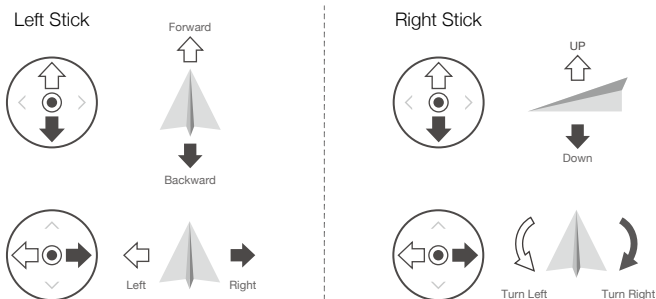 Left Stick
Forward
Backward
Left
Right
Right Stick
UP
Down
Turn Left
Turn Right